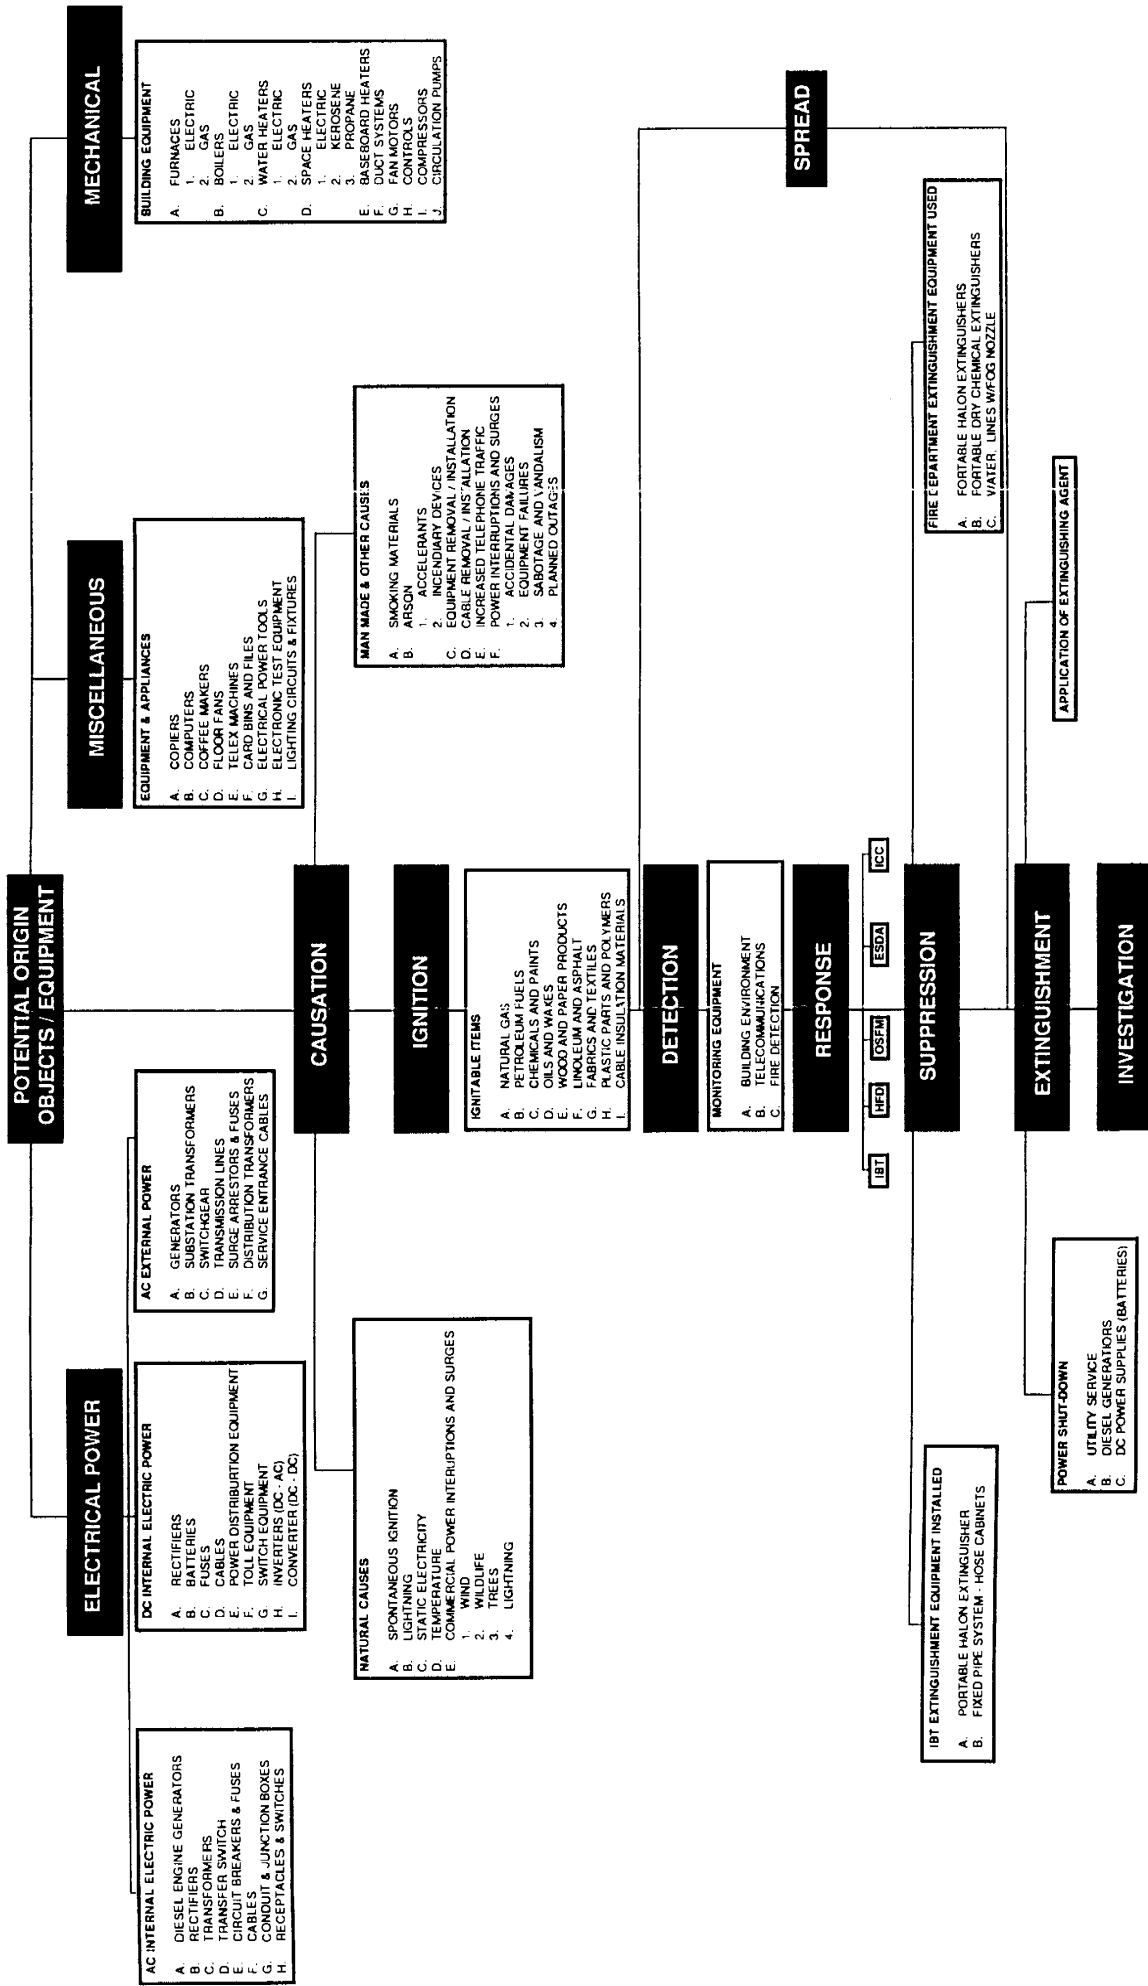 POTENTIAL ORIGIN
OBJECTS / EQUIPMENT
ELECTRICAL POWER
MISCELLANEOUS
MECHANICAL
AC INTERNAL ELECTRIC POWER
A. DIESEL ENGINE GENERATORS
B. RECTIFIERS
C. TRANSFORMERS
D. TRANSFER SWITCH
E. CIRCUIT BREAKERS & FUSES
F. CABLES
G. CONDUIT & JUNCTION BOXES
H. RECEPTACLES & SWITCHES
DC INTERNAL ELECTRIC POWER
A. RECTIFIERS
B. BATTERIES
C. FUSES
D. CABLES
E. POWER DISTRIBURTION EQUIPMENT
F. TOLL EQUIPMENT
G. SWITCH EQUIPMENT
H. INVERTERS (DC - AC)
I. CONVERTER (DC - DC)
AC EXTERNAL POWER
A. GENERATORS
B. SUBSTATION TRANSFORMERS
C. SWITCHGEAR
D. TRANSMISSION LINES
E. SURGE ARRESTORS & FUSES
F. DISTRIBUTION TRANSFORMERS
G. SERVICE ENTRANCE CABLES
EQUIPMENT & APPLIANCES
A. COPIERS
B. COMPUTERS
C. COFFEE MAKERS
D. FLOOR FANS
E. TELEX MACHINES
F. CARD BINS AND FILES
G. ELECTRICAL POWER TOOLS
H. ELECTRONIC TEST EQUIPMENT
I. LIGHTING CIRCUITS & FIXTURES
BUILDING EQUIPMENT
A. FURNACES
1. ELECTRIC
2. GAS
B. BOILERS
1. ELECTRIC
2. GAS
C. WATER HEATERS
1. ELECTRIC
2. GAS
D. SPACE HEATERS
1. ELECTRIC
2. KEROSENE
3. PROPANE
E. BASEBOARD HEATERS
F. DUCT SYSTEMS
G. FAN MOTORS
H. CONTROLS
I. COMPRESSORS
J. CIRCULATION PUMPS
CAUSATION
NATURAL CAUSES
A. SPONTANEOUS IGNITION
B. LIGHTNING
C. STATIC ELECTRICITY
D. TEMPERATURE
E. COMMERCIAL POWER INTERUPTIONS AND SURGES
1. WIND
2. WILDLIFE
3. TREES
4. LIGHTNING
MAN MADE & OTHER CAUSES
A. SMOKING MATERIALS
B. ARSON
1. ACCELERANTS
2. INCENDIARY DEVICES
C. EQUIPMENT REMOVAL / INSTALLATION
D. CABLE REMOVAL / INSTALLATION
E. INCREASED TELEPHONE TRAFFIC
F. POWER INTERRUPTIONS AND SURGES
1. ACCIDENTAL DAMAGES
2. EQUIPMENT FAILURES
3. SABOTAGE AND VANDALISM
4. PLANNED OUTAGES
IGNITION
IGNITABLE ITEMS
A. NATURAL GAS
B. PETROLEUM FUELS
C. CHEMICALS AND PAINTS
D. OILS AND WAXES
E. WOOD AND PAPER PRODUCTS
F. LINOLEUM AND ASPHALT
G. FABRICS AND TEXTILES
H. PLASTIC PARTS AND POLYMERS
I. CABLE INSULATION MATERIALS
DETECTION
MONITORING EQUIPMENT
A. BUILDING ENVIRONMENT
B. TELECOMMUNICATIONS
C. FIRE DETECTION
SPREAD
RESPONSE
IBT
HFD
OSFM
ESDA
ICC
SUPPRESSION
IBT EXTINGUISHMENT EQUIPMENT INSTALLED
A. PORTABLE HALON EXTINGUISHER
B. FIXED PIPE SYSTEM - HOSE CABINETS
FIRE DEPARTMENT EXTINGUISHMENT EQUIPMENT USED
A. PORTABLE HALON EXTINGUISHERS
B. PORTABLE DRY CHEMICAL EXTINGUISHERS
C. WATER, LINES W/FOG NOZZLE
EXTINGUISHMENT
POWER SHUT-DOWN
A. UTILITY SERVICE
B. DIESEL GENERATIORS
C. DC POWER SUPPLIES (BATTERIES)
APPLICATION OF EXTINGUISHING AGENT
INVESTIGATION